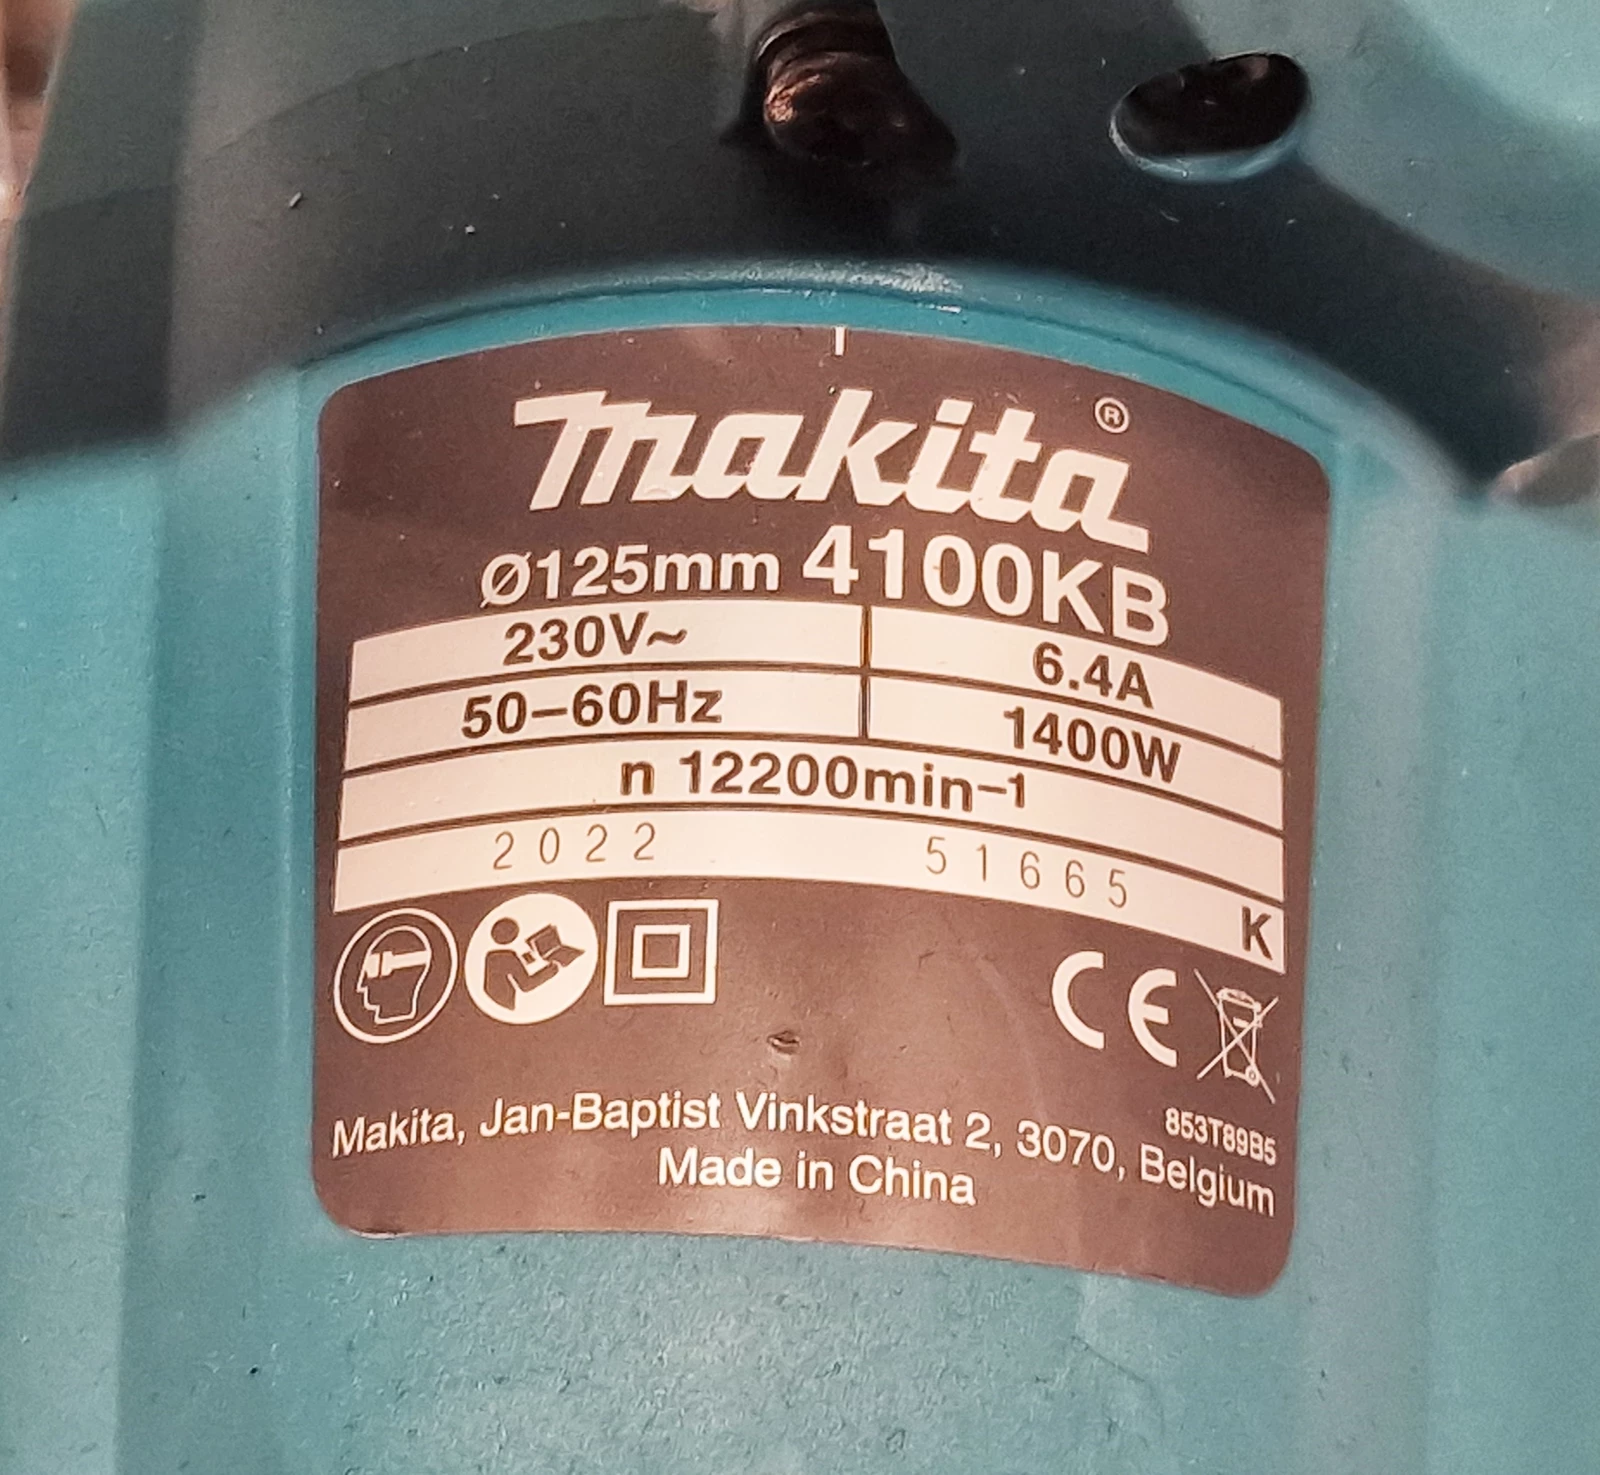 makita®
Ø125mm 4100KB
230V~ 6.4A
50–60Hz 1400W
n 12200min–1
2022 51665 K
CE
853T89B5
Makita, Jan-Baptist Vinkstraat 2, 3070, Belgium
Made in China